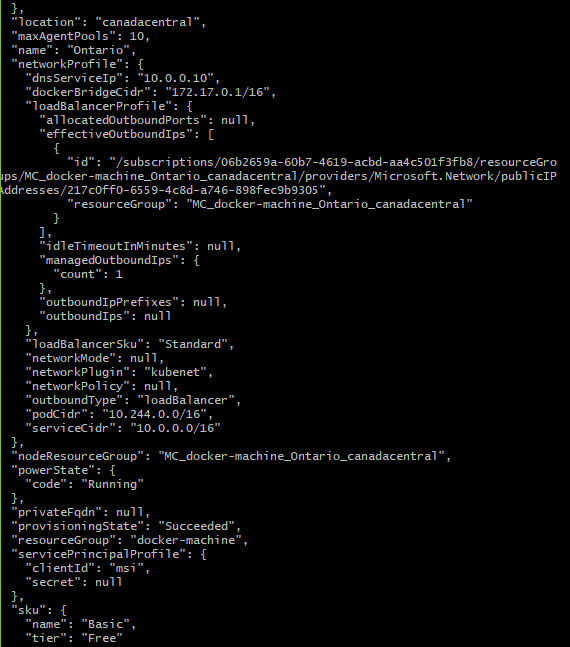 },
"location": "canadacentral",
"maxAgentPools": 10,
"name": "Ontario",
"networkProfile": {
"dnsServiceIp": "10.0.0.10",
"dockerBridgeCidr": "172.17.0.1/16",
"loadBalancerProfile": {
"allocatedOutboundPorts": null,
"effectiveOutboundIps": [
{
"id": "/subscriptions/06b2659a-60b7-4619-acbd-aa4c501f3fb8/resourceGro
ups/MC_docker-machine_Ontario_canadacentral/providers/Microsoft.Network/publicIP
Addresses/217c0ff0-6559-4c8d-a746-898fec9b9305",
"resourceGroup": "MC_docker-machine_Ontario_canadacentral"
}
],
"idleTimeoutInMinutes": null,
"managedOutboundIps": {
"count": 1
},
"outboundIpPrefixes": null,
"outboundIps": null
},
"loadBalancerSku": "Standard",
"networkMode": null,
"networkPlugin": "kubenet",
"networkPolicy": null,
"outboundType": "loadBalancer",
"podCidr": "10.244.0.0/16",
"serviceCidr": "10.0.0.0/16"
},
"nodeResourceGroup": "MC_docker-machine_Ontario_canadacentral",
"powerState": {
"code": "Running"
},
"privateFqdn": null,
"provisioningState": "Succeeded",
"resourceGroup": "docker-machine",
"servicePrincipalProfile": {
"clientId": "msi",
"secret": null
},
"sku": {
"name": "Basic",
"tier": "Free"